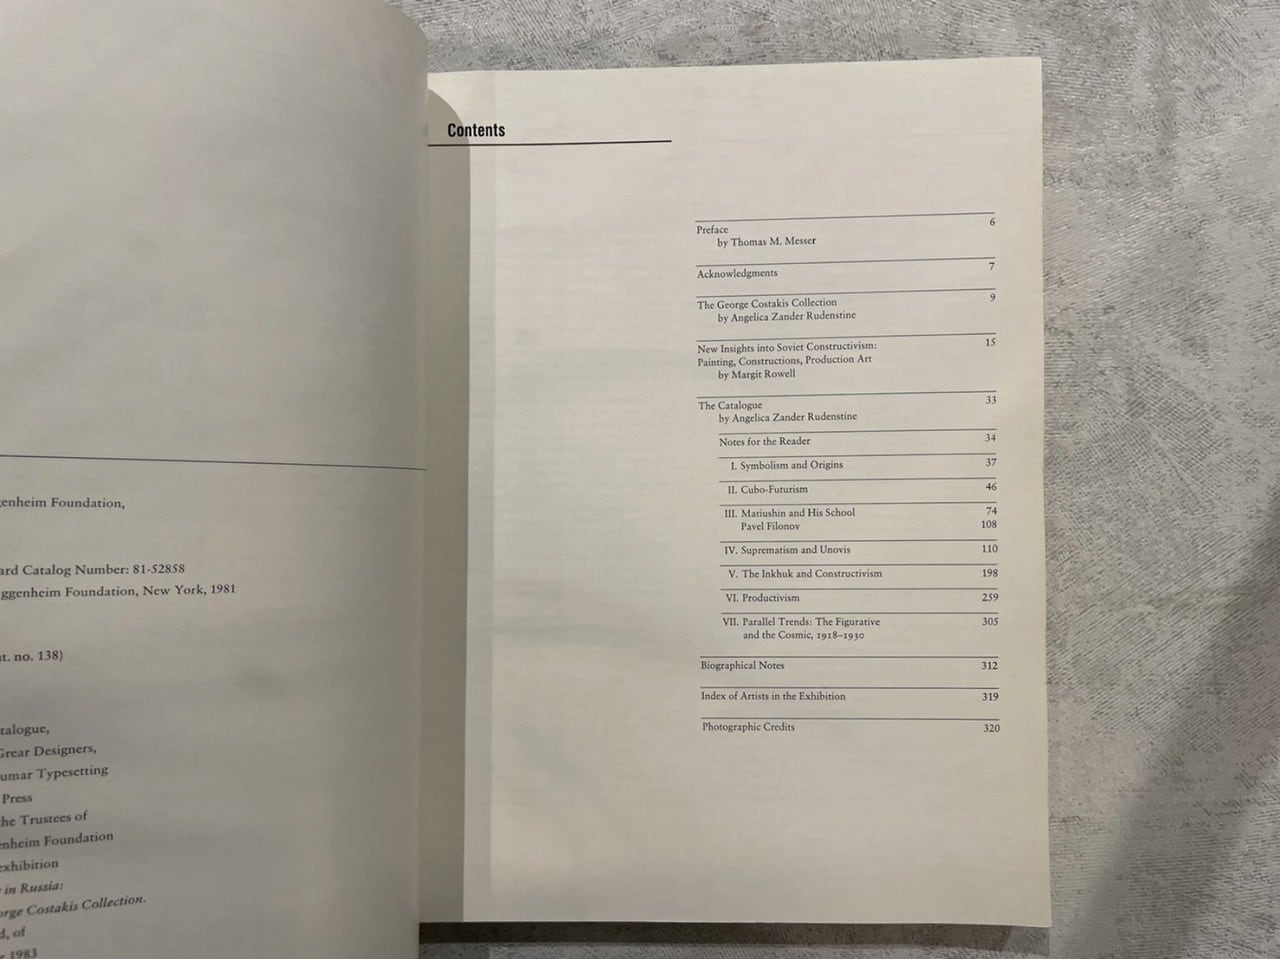 genheim Foundation,
ard Catalog Number: 81-52858
ggenheim Foundation, New York, 1981
t. no. 138)
talogue,
Grear Designers,
umar Typesetting
Press
he Trustees of
enheim Foundation
exhibition
in Russia:
orge Costakis Collection.
d, of
1983
Contents
Preface 6
by Thomas M. Messer
Acknowledgments 7
The George Costakis Collection 9
by Angelica Zander Rudenstine
New Insights into Soviet Constructivism: 15
Painting, Constructions, Production Art
by Margit Rowell
The Catalogue 33
by Angelica Zander Rudenstine
Notes for the Reader 34
I. Symbolism and Origins 37
II. Cubo-Futurism 46
III. Matiushin and His School 74
Pavel Filonov 108
IV. Suprematism and Unovis 110
V. The Inkhuk and Constructivism 198
VI. Productivism 259
VII. Parallel Trends: The Figurative 305
and the Cosmic, 1918–1930
Biographical Notes 312
Index of Artists in the Exhibition 319
Photographic Credits 320